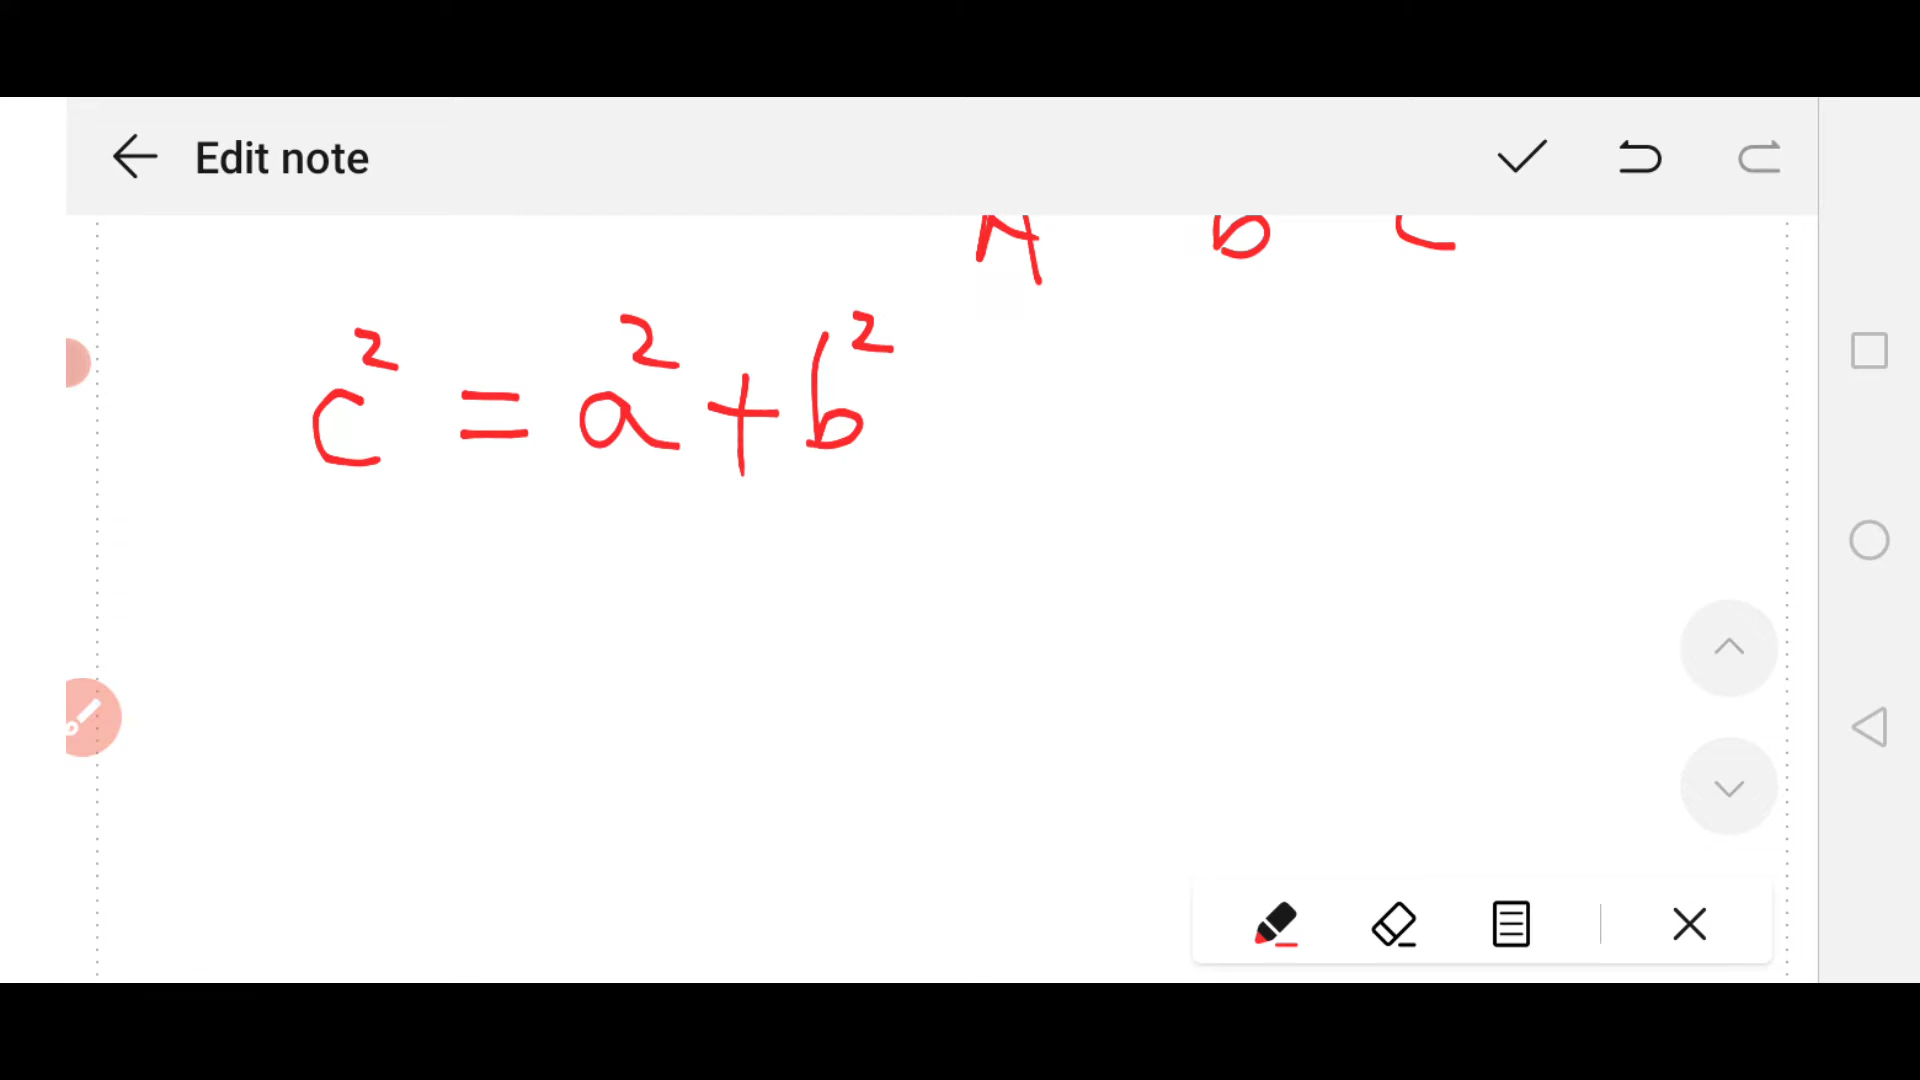 Edit note
A b C
c² = a² + b²